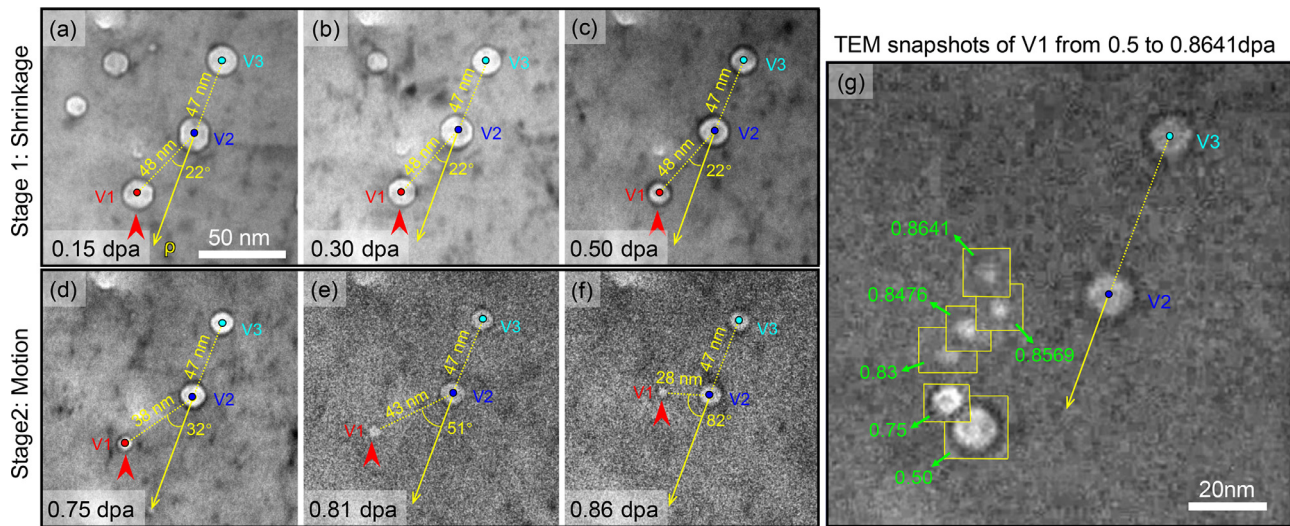 Stage 1: Shrinkage
(a)
V3
47 nm
V2
48 nm
22°
V1
0.15 dpa
ρ
50 nm
(b)
V3
47 nm
V2
48 nm
22°
V1
0.30 dpa
(c)
V3
47 nm
V2
48 nm
22°
V1
0.50 dpa
Stage2: Motion
(d)
V3
47 nm
V2
38 nm
32°
V1
0.75 dpa
(e)
V3
47 nm
V2
43 nm
51°
V1
0.81 dpa
(f)
V3
47 nm
28 nm
V2
V1
82°
0.86 dpa
TEM snapshots of V1 from 0.5 to 0.8641dpa
(g)
V3
0.8641
V2
0.8476
0.8569
0.83
0.75
0.50
20nm